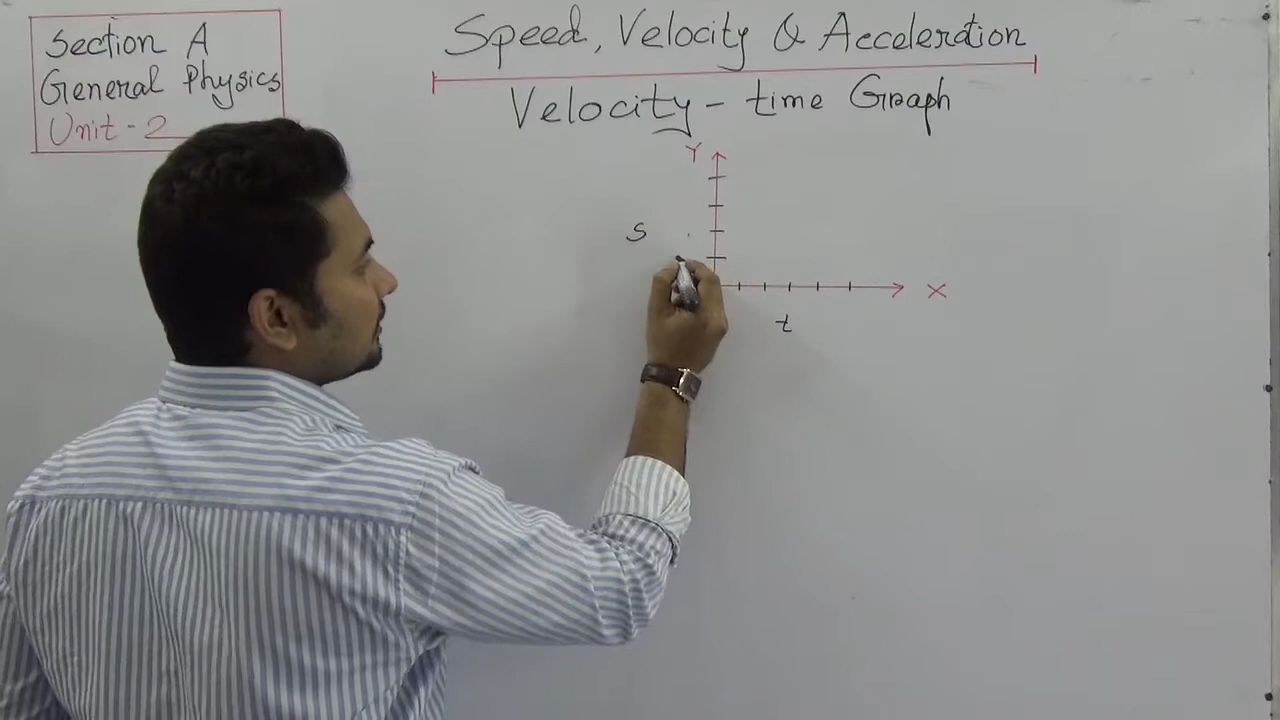 Section A
General Physics
Unit - 2
Speed, Velocity & Acceleration
Velocity - time Graph
Y
S
X
t